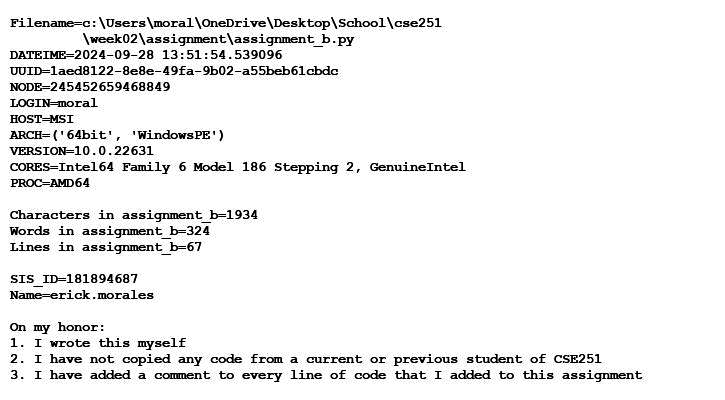 Filename=c:\Users\moral\OneDrive\Desktop\School\cse251
\week02\assignment\assignment_b.py
DATEIME=2024-09-28 13:51:54.539096
UUID=1aed8122-8e8e-49fa-9b02-a55beb61cbdc
NODE=245452659468849
LOGIN=moral
HOST=MSI
ARCH=('64bit', 'WindowsPE')
VERSION=10.0.22631
CORES=Intel64 Family 6 Model 186 Stepping 2, GenuineIntel
PROC=AMD64
Characters in assignment_b=1934
Words in assignment_b=324
Lines in assignment_b=67
SIS_ID=181894687
Name=erick.morales
On my honor:
1. I wrote this myself
2. I have not copied any code from a current or previous student of CSE251
3. I have added a comment to every line of code that I added to this assignment